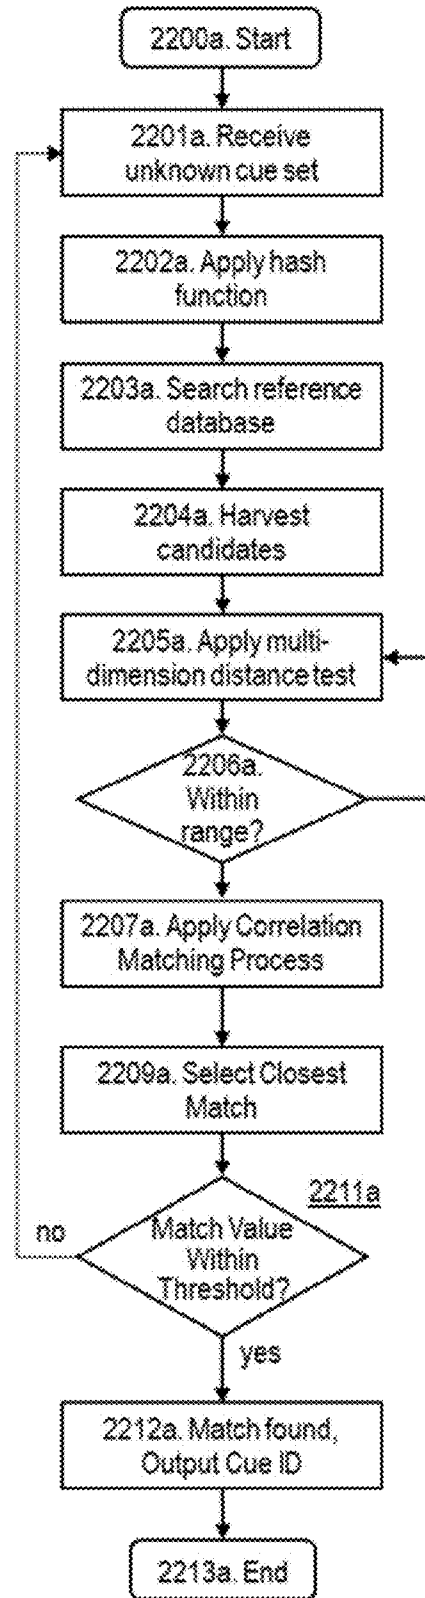 2200a. Start
2201a. Receive
unknown cue set
2202a. Apply hash
function
2203a. Search reference
database
2204a. Harvest
candidates
2205a. Apply multi-
dimension distance test
2206a.
Within
range?
2207a. Apply Correlation
Matching Process
2209a. Select Closest
Match
2211a
no
Match Value
Within
Threshold?
yes
2212a. Match found,
Output Cue ID
2213a. End